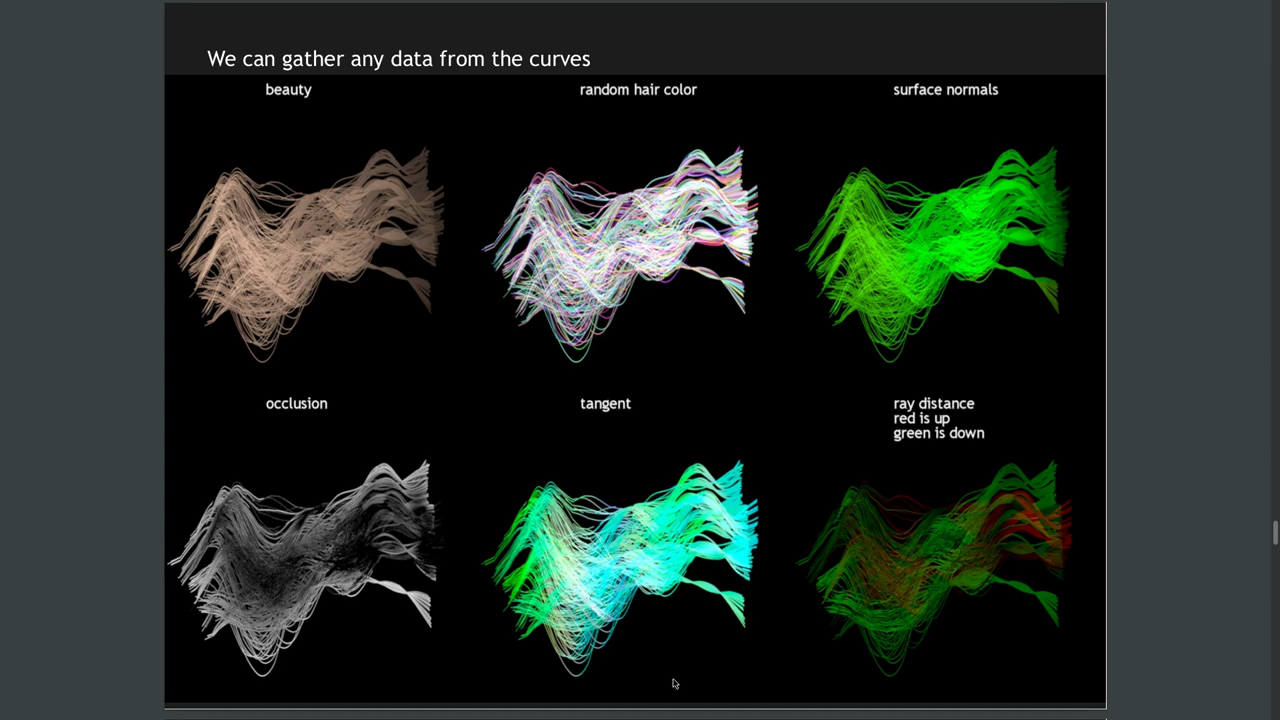 We can gather any data from the curves
beauty
random hair color
surface normals
occlusion
tangent
ray distance
red is up
green is down